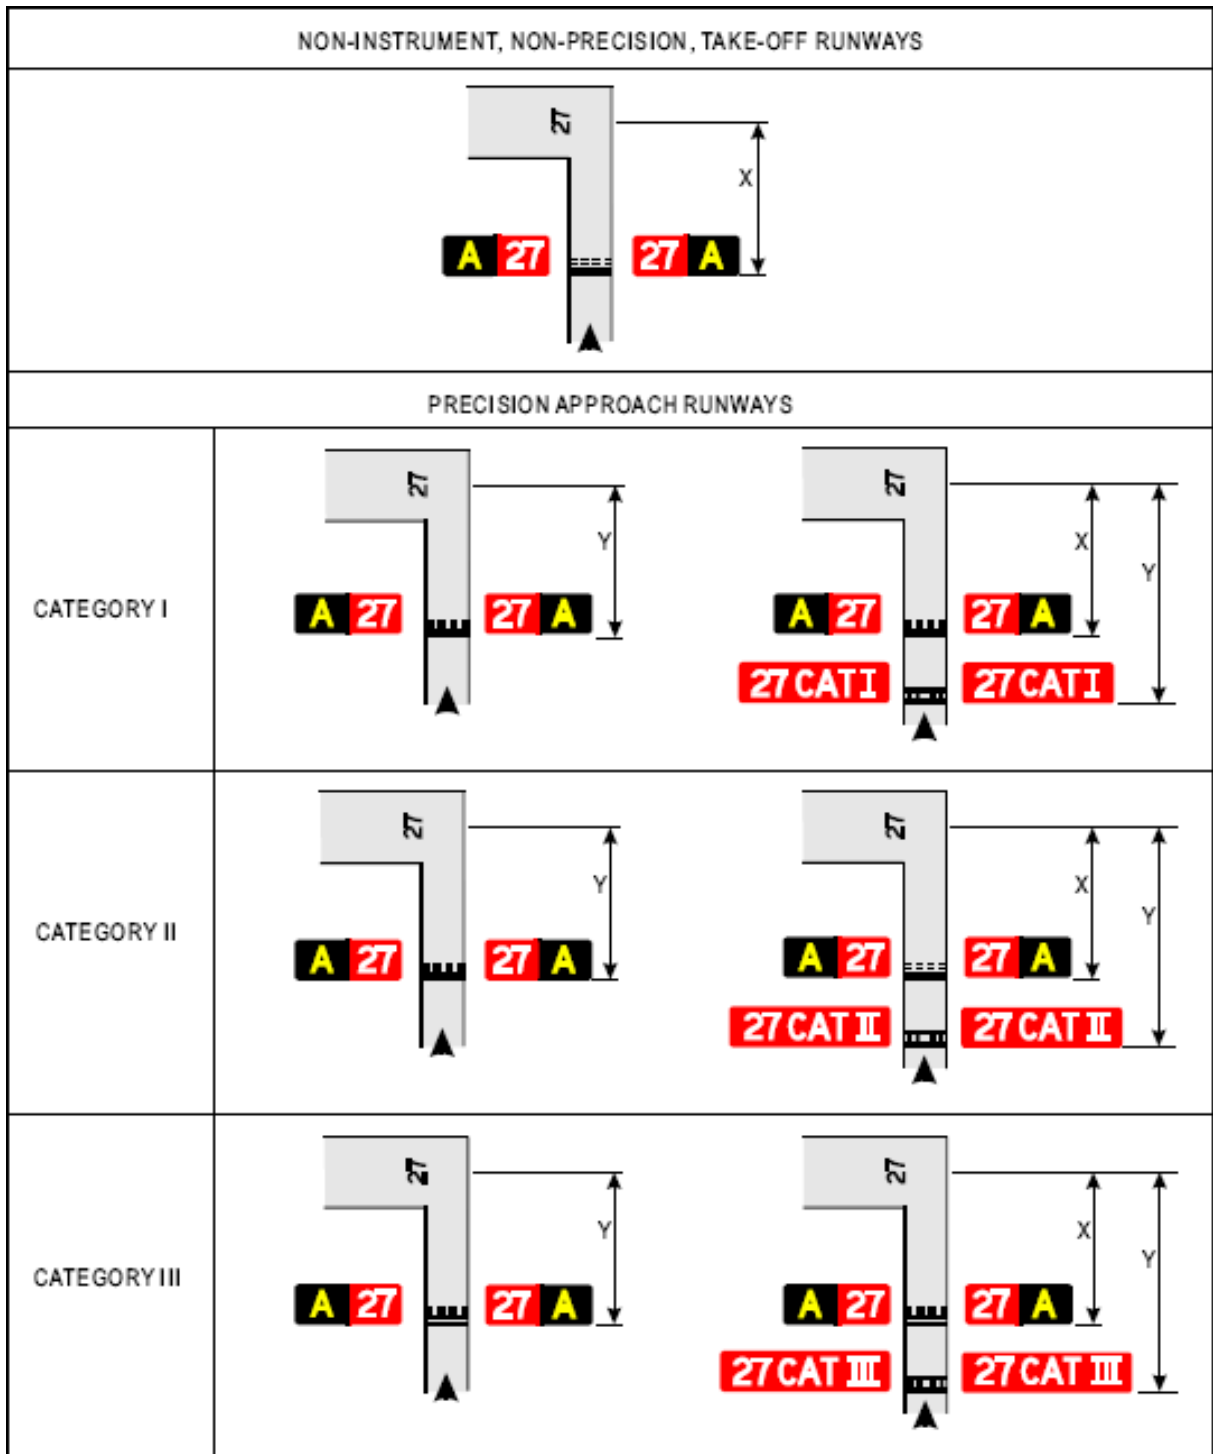 NON-INSTRUMENT, NON-PRECISION, TAKE-OFF RUNWAYS
27
X
A 27 27 A
PRECISION APPROACH RUNWAYS
CATEGORY I
27
Y
A 27 27 A
27
X
Y
A 27 27 A
27 CAT I 27 CAT I
CATEGORY II
27
Y
A 27 27 A
27
X
Y
A 27 27 A
27 CAT II 27 CAT II
CATEGORY III
27
Y
A 27 27 A
27
X
Y
A 27 27 A
27 CAT III 27 CAT III